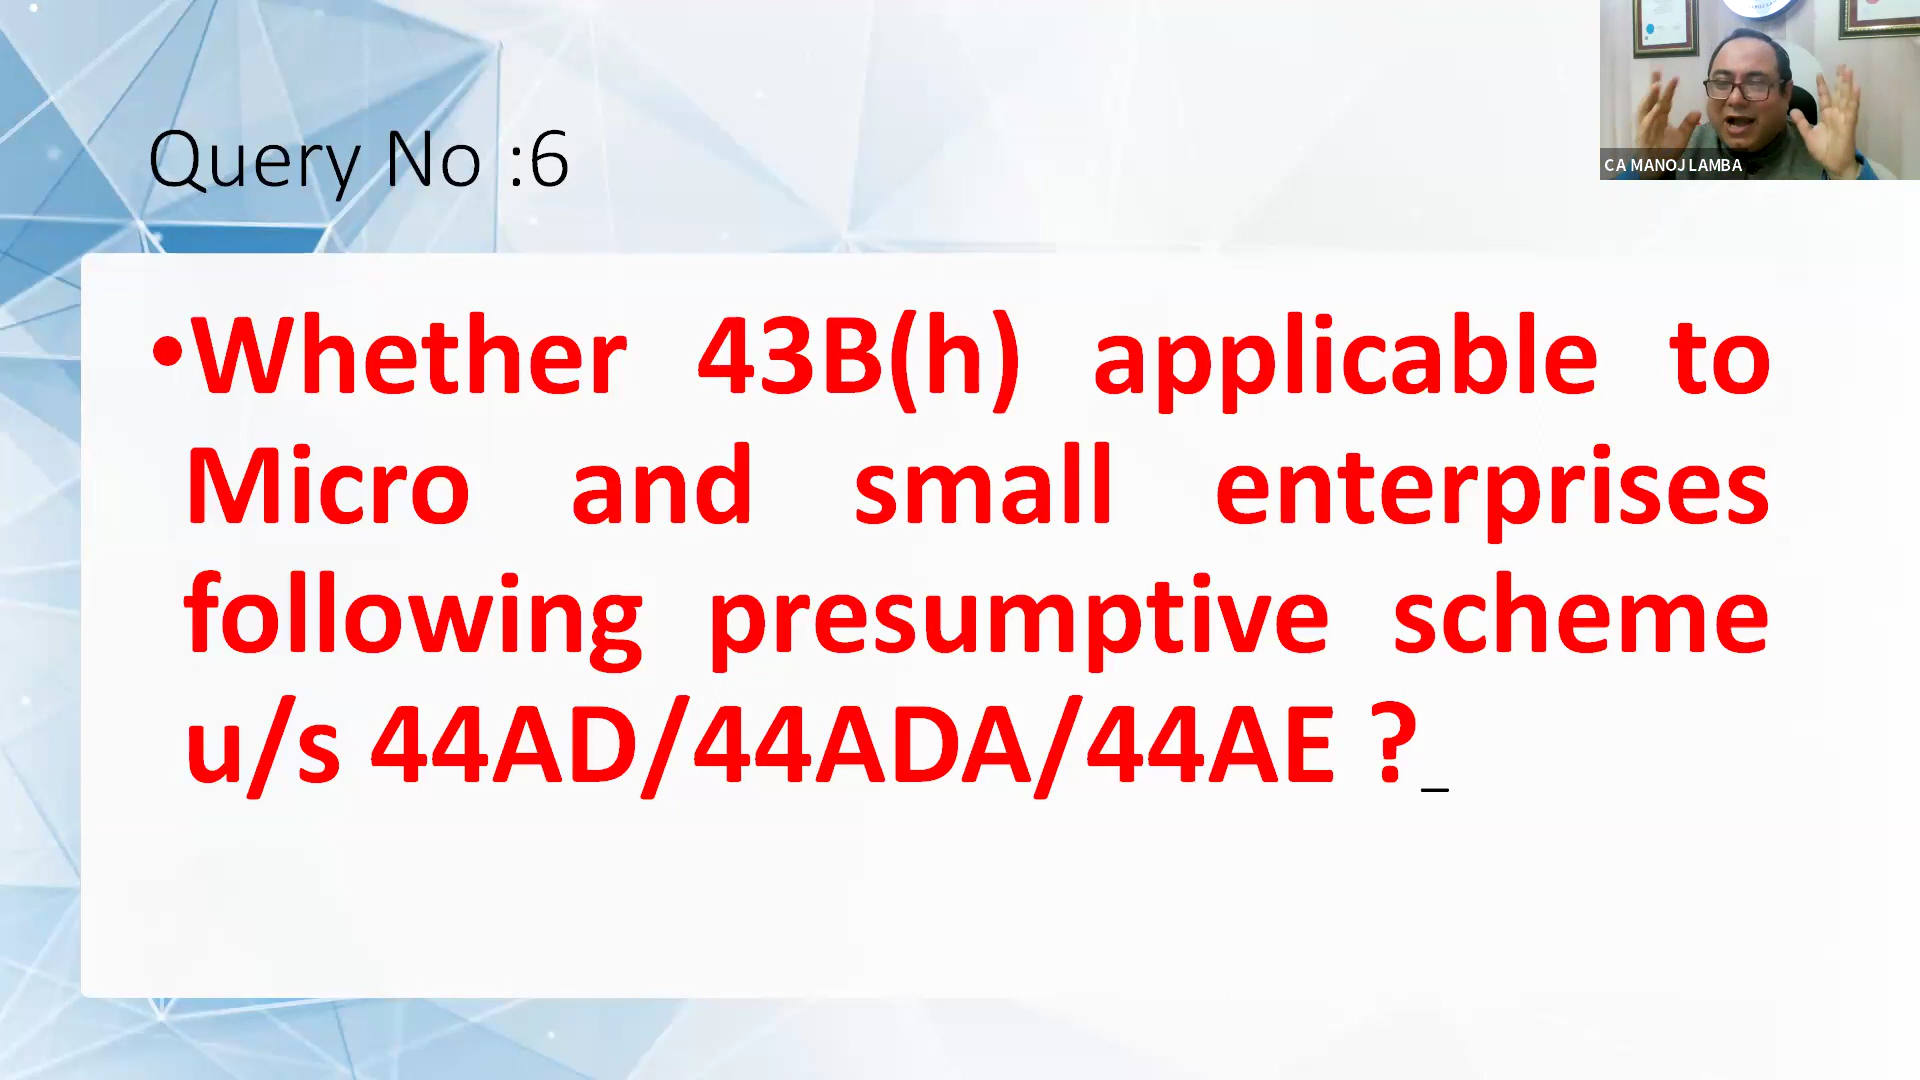 Query No :6
CA MANOJ LAMBA
•Whether 43B(h) applicable to
Micro and small enterprises
following presumptive scheme
u/s 44AD/44ADA/44AE ?_